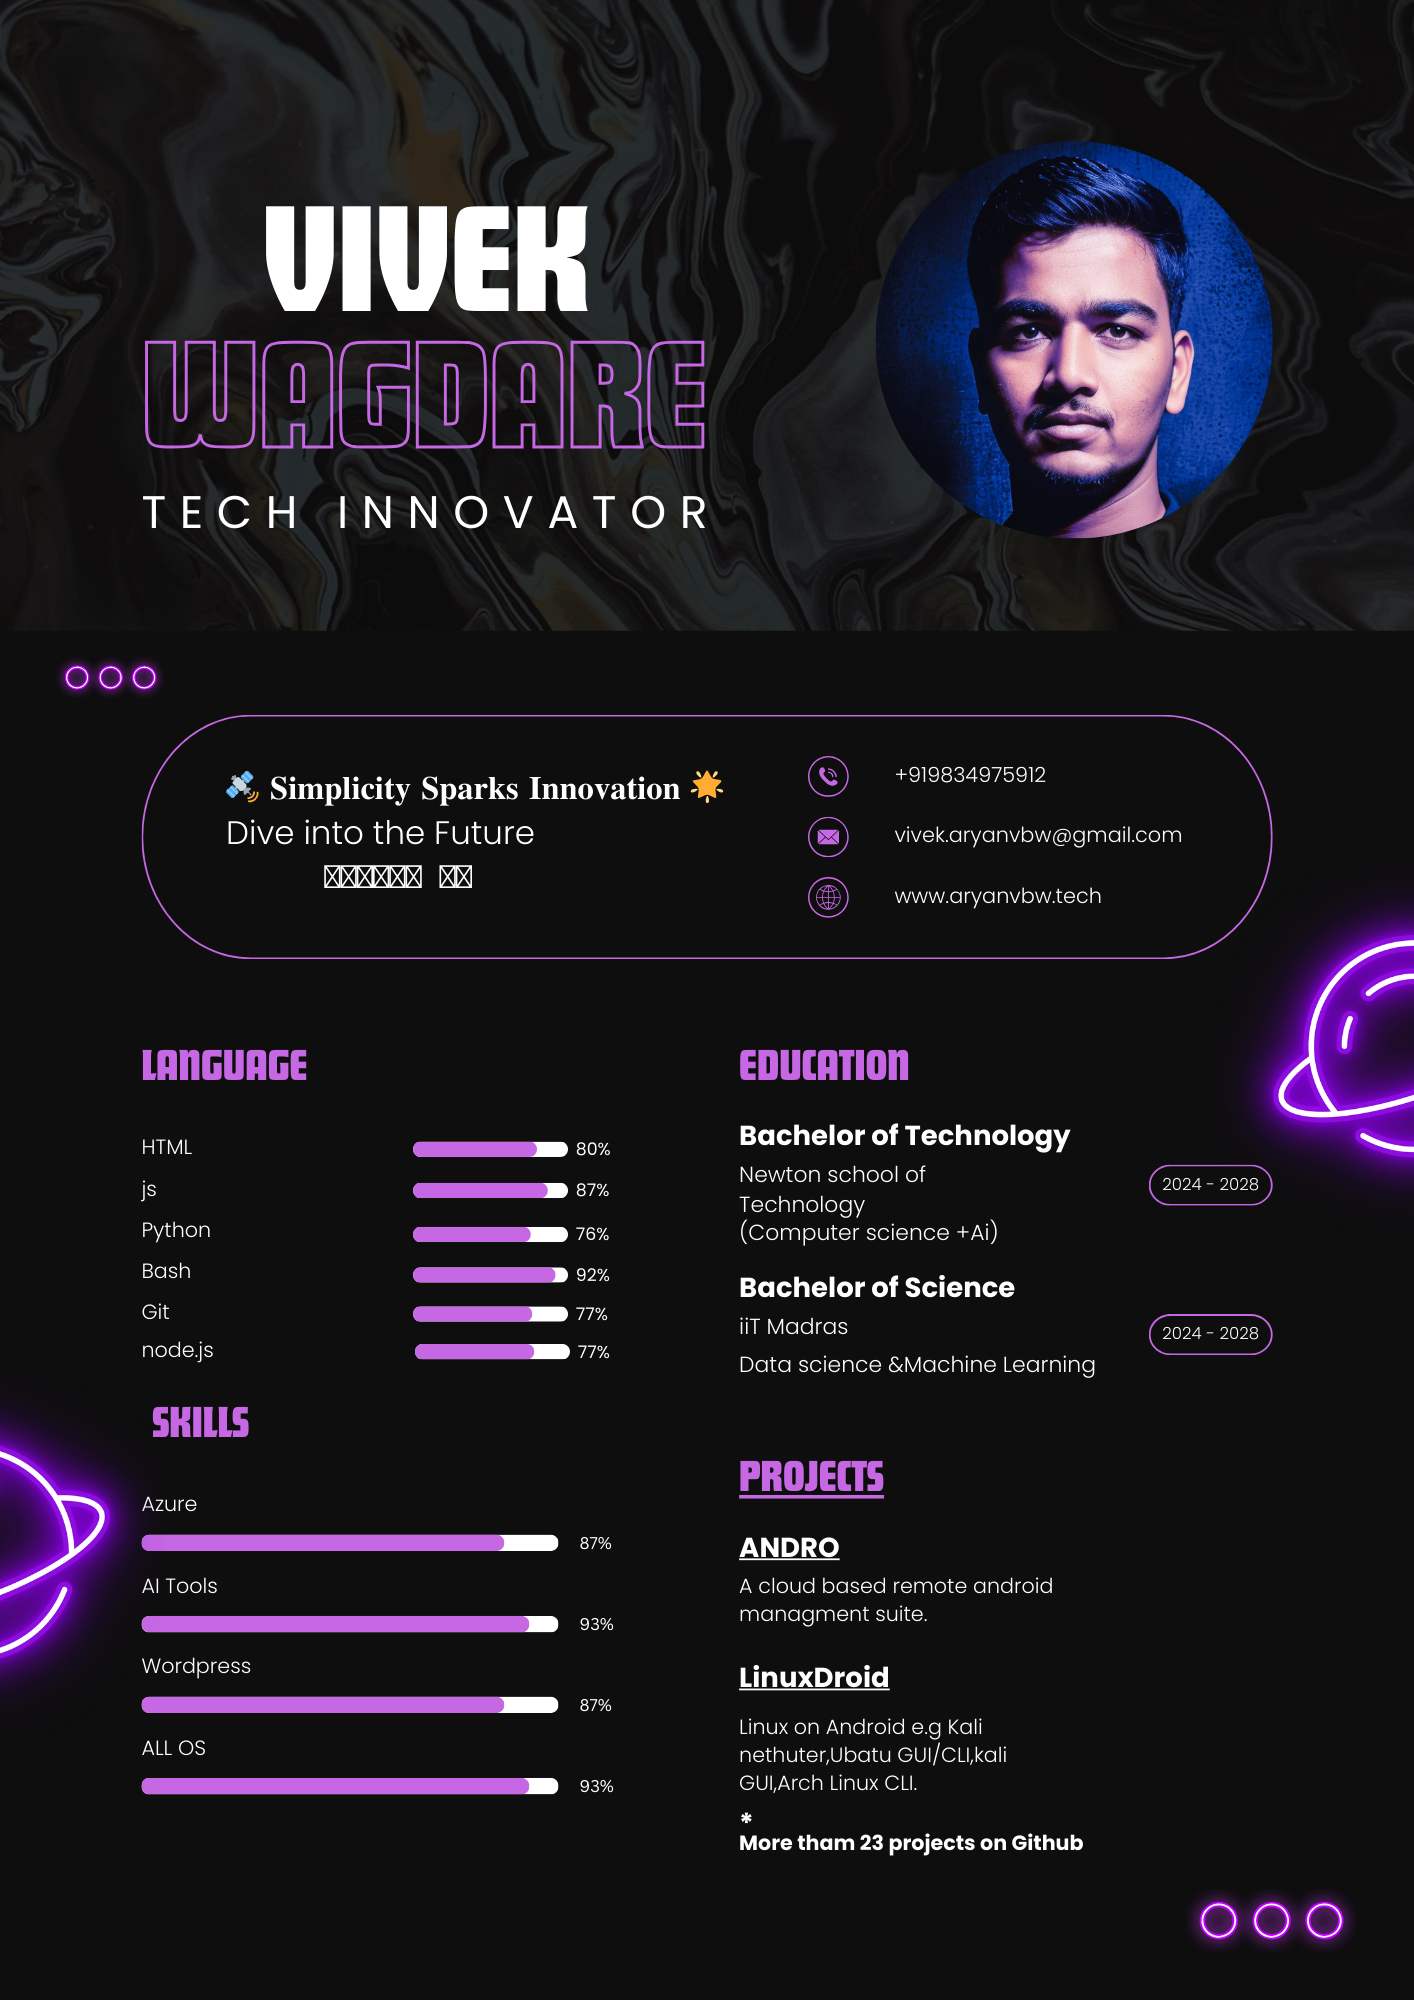 VIVEK
WAGDARE
TECH INNOVATOR
🛰️ Simplicity Sparks Innovation 🌟
Dive into the Future
+919834975912
vivek.aryanvbw@gmail.com
www.aryanvbw.tech
LANGUAGE
HTML 80%
js 87%
Python 76%
Bash 92%
Git 77%
node.js 77%
SKILLS
Azure
87%
AI Tools
93%
Wordpress
87%
ALL OS
93%
EDUCATION
Bachelor of Technology
Newton school of
Technology
(Computer science +Ai)
2024 - 2028
Bachelor of Science
iiT Madras
Data science &Machine Learning
2024 - 2028
PROJECTS
ANDRO
A cloud based remote android
managment suite.
LinuxDroid
Linux on Android e.g Kali
nethuter,Ubatu GUI/CLI,kali
GUI,Arch Linux CLI.
*
More tham 23 projects on Github